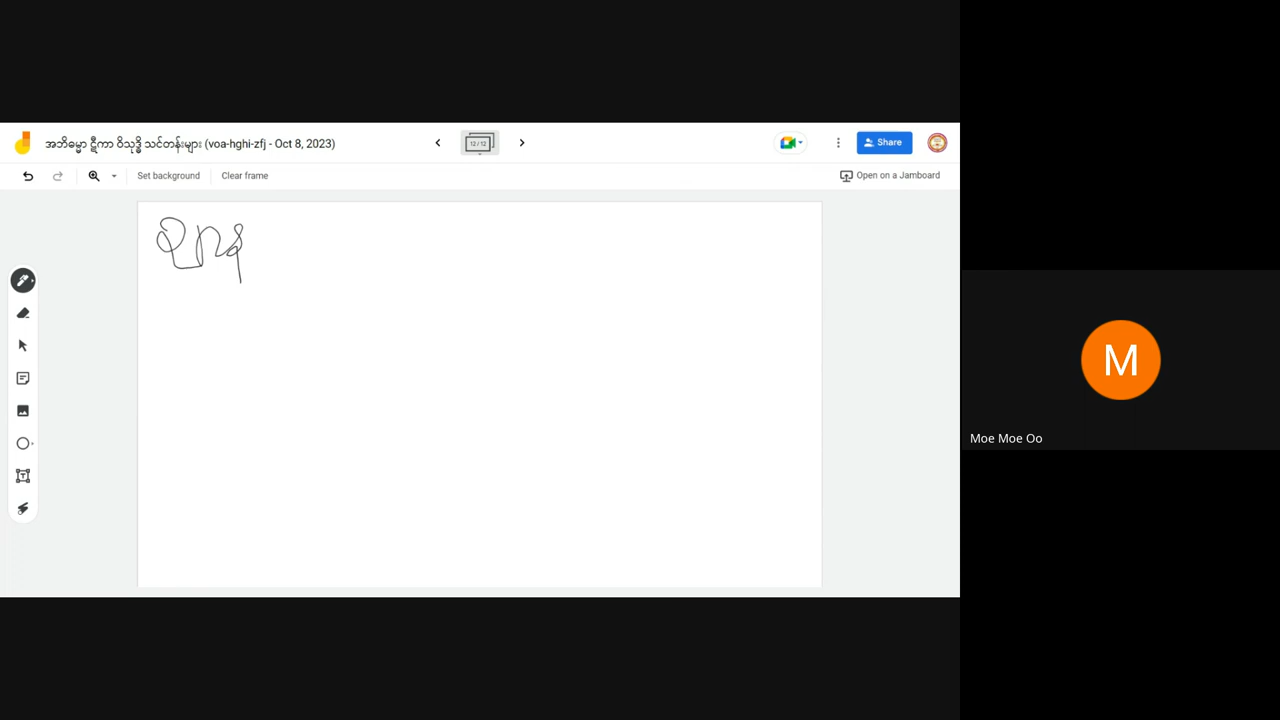 အဘိဓမ္မာ ဋီကာ ဝိသုဒ္ဓိ သင်တန်းများ (voa-hghi-zfj - Oct 8, 2023)
12 / 12
Share
Set background
Clear frame
Open on a Jamboard
M
Moe Moe Oo